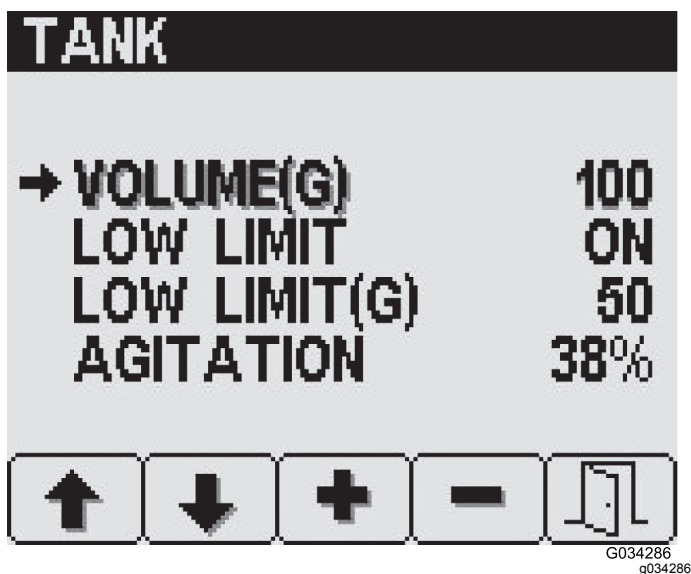 TANK
VOLUME(G) 100
LOW LIMIT ON
LOW LIMIT(G) 50
AGITATION 38%
G034286
g034286